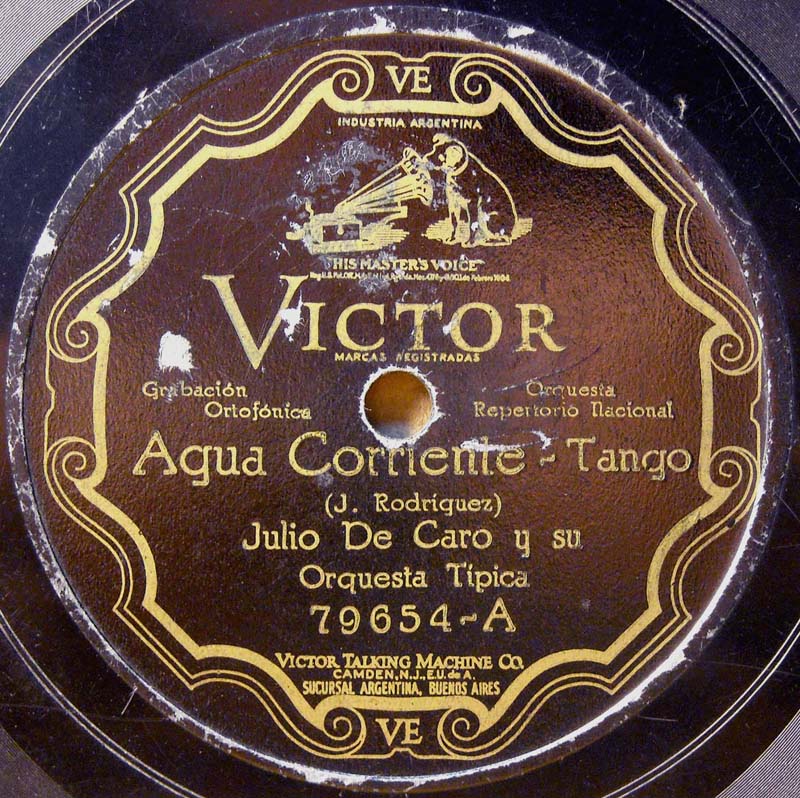 VE
INDUSTRIA ARGENTINA
"HIS MASTER'S VOICE"
VICTOR
MARCAS REGISTRADAS
Grabación Ortofónica
Orquesta Repertorio Nacional
Agua Corriente - Tango
(J. Rodríguez)
Julio De Caro y su
Orquesta Típica
79654-A
VICTOR TALKING MACHINE CO.
CAMDEN, N.J., E.U. de A.
SUCURSAL ARGENTINA, BUENOS AIRES
VE